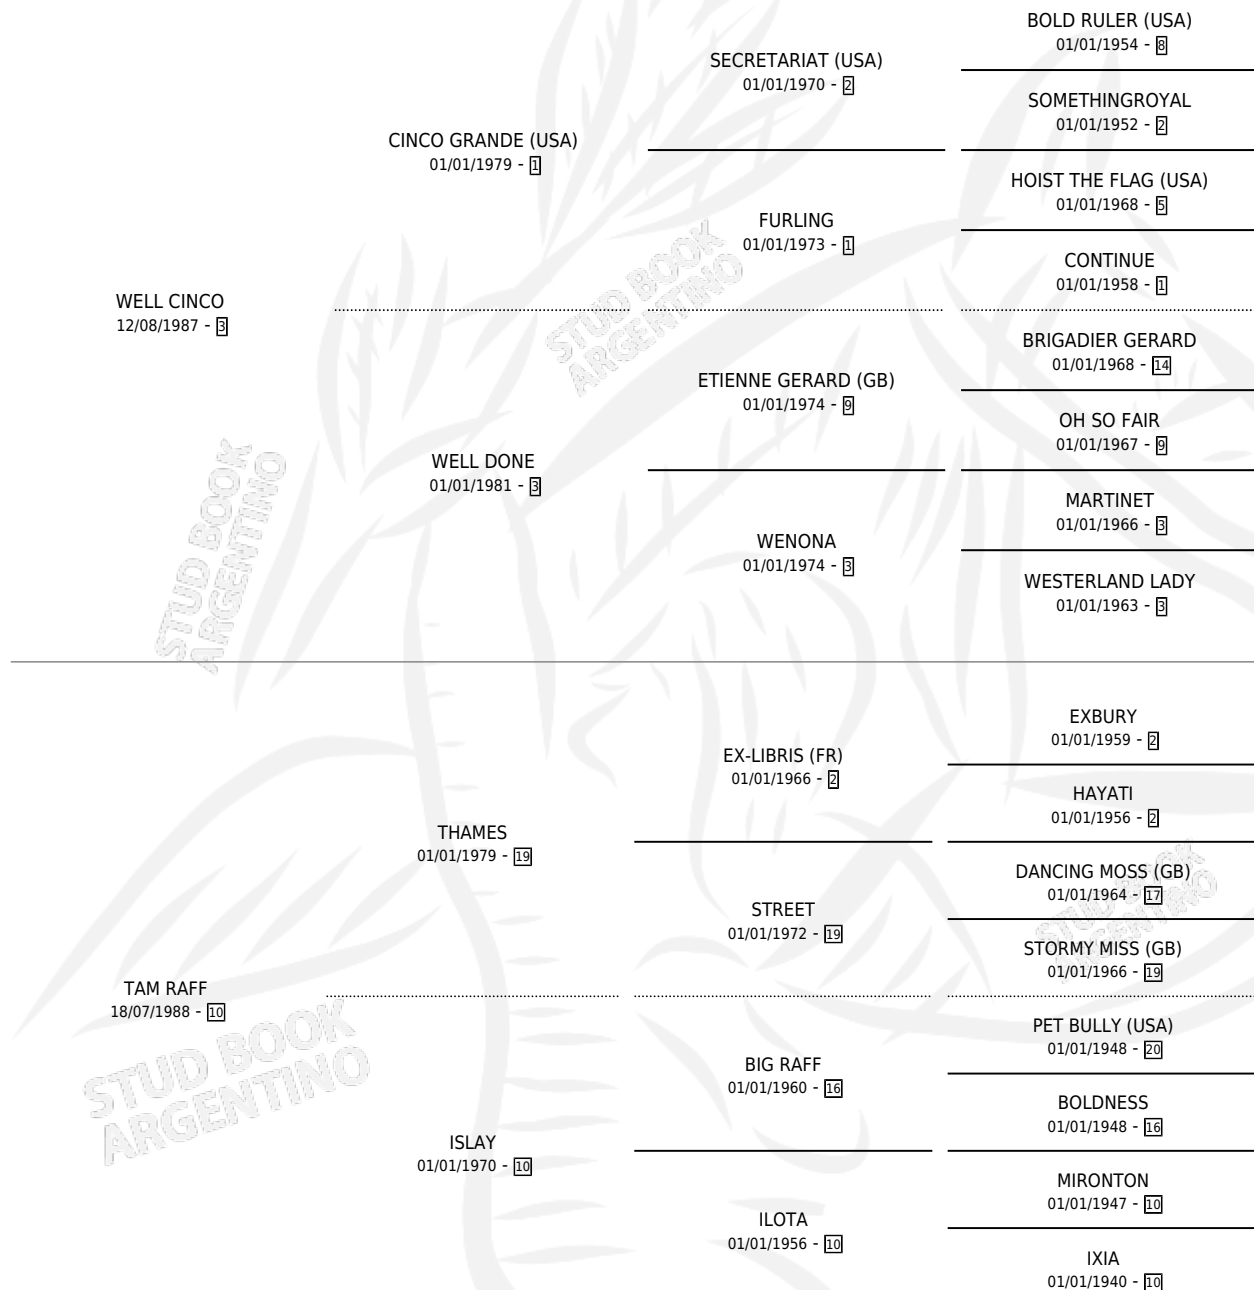 WELL CINCO
12/08/1987 - 3
CINCO GRANDE (USA)
01/01/1979 - 1
SECRETARIAT (USA)
01/01/1970 - 2
BOLD RULER (USA)
01/01/1954 - 8
SOMETHINGROYAL
01/01/1952 - 2
FURLING
01/01/1973 - 1
HOIST THE FLAG (USA)
01/01/1968 - 5
CONTINUE
01/01/1958 - 1
WELL DONE
01/01/1981 - 3
ETIENNE GERARD (GB)
01/01/1974 - 9
BRIGADIER GERARD
01/01/1968 - 14
OH SO FAIR
01/01/1967 - 9
WENONA
01/01/1974 - 3
MARTINET
01/01/1966 - 3
WESTERLAND LADY
01/01/1963 - 3
TAM RAFF
18/07/1988 - 10
THAMES
01/01/1979 - 19
EX-LIBRIS (FR)
01/01/1966 - 2
EXBURY
01/01/1959 - 2
HAYATI
01/01/1956 - 2
STREET
01/01/1972 - 19
DANCING MOSS (GB)
01/01/1964 - 17
STORMY MISS (GB)
01/01/1966 - 19
ISLAY
01/01/1970 - 10
BIG RAFF
01/01/1960 - 16
PET BULLY (USA)
01/01/1948 - 20
BOLDNESS
01/01/1948 - 16
ILOTA
01/01/1956 - 10
MIRONTON
01/01/1947 - 10
IXIA
01/01/1940 - 10
STUD BOOK
ARGENTINO
STUD BOOK
ARGENTINO
STUD BOOK
ARGENTINO
STUD BOOK
ARGENTINO